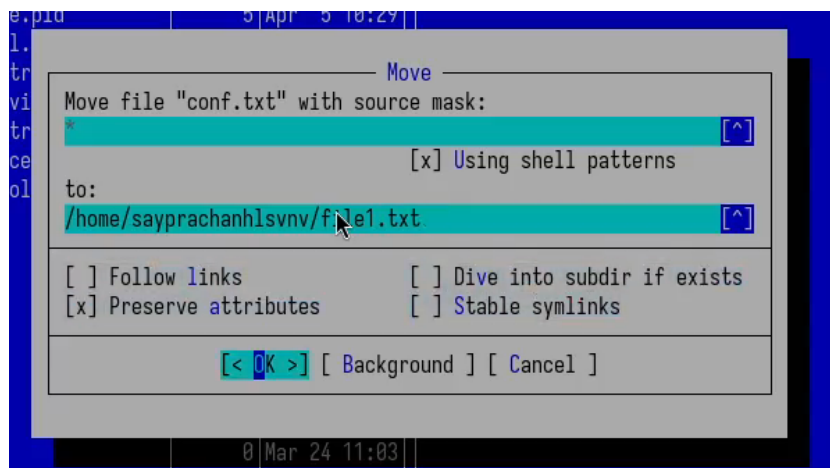 5 Apr 5 10:29
Move
Move file "conf.txt" with source mask:
*
[^]
[x] Using shell patterns
to:
/home/sayprachanhlsvnv/file1.txt
[^]
[ ] Follow links [ ] Dive into subdir if exists
[x] Preserve attributes [ ] Stable symlinks
[< OK >] [ Background ] [ Cancel ]
0 Mar 24 11:03